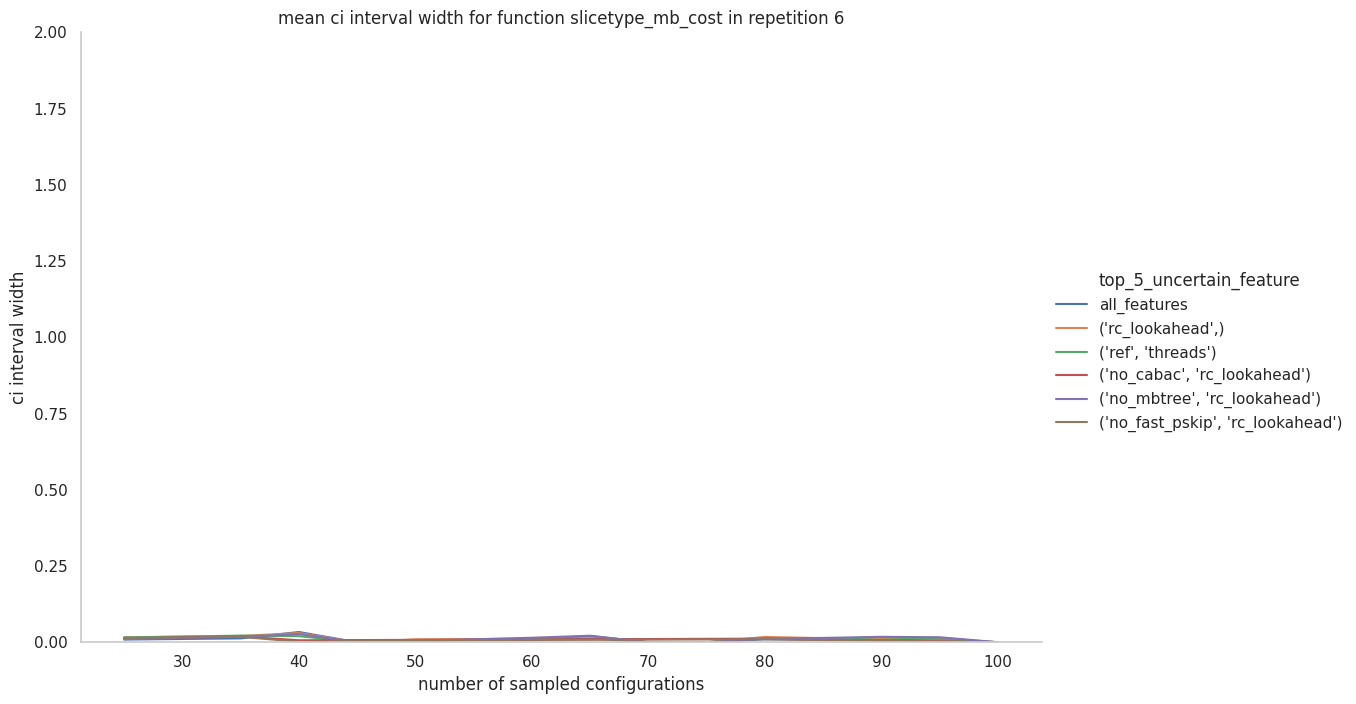 mean ci interval width for function slicetype_mb_cost in repetition 6
2.00
1.75
1.50
1.25
1.00
0.75
0.50
0.25
0.00
ci interval width
30 40 50 60 70 80 90 100
number of sampled configurations
top_5_uncertain_feature
all_features
('rc_lookahead',)
('ref', 'threads')
('no_cabac', 'rc_lookahead')
('no_mbtree', 'rc_lookahead')
('no_fast_pskip', 'rc_lookahead')